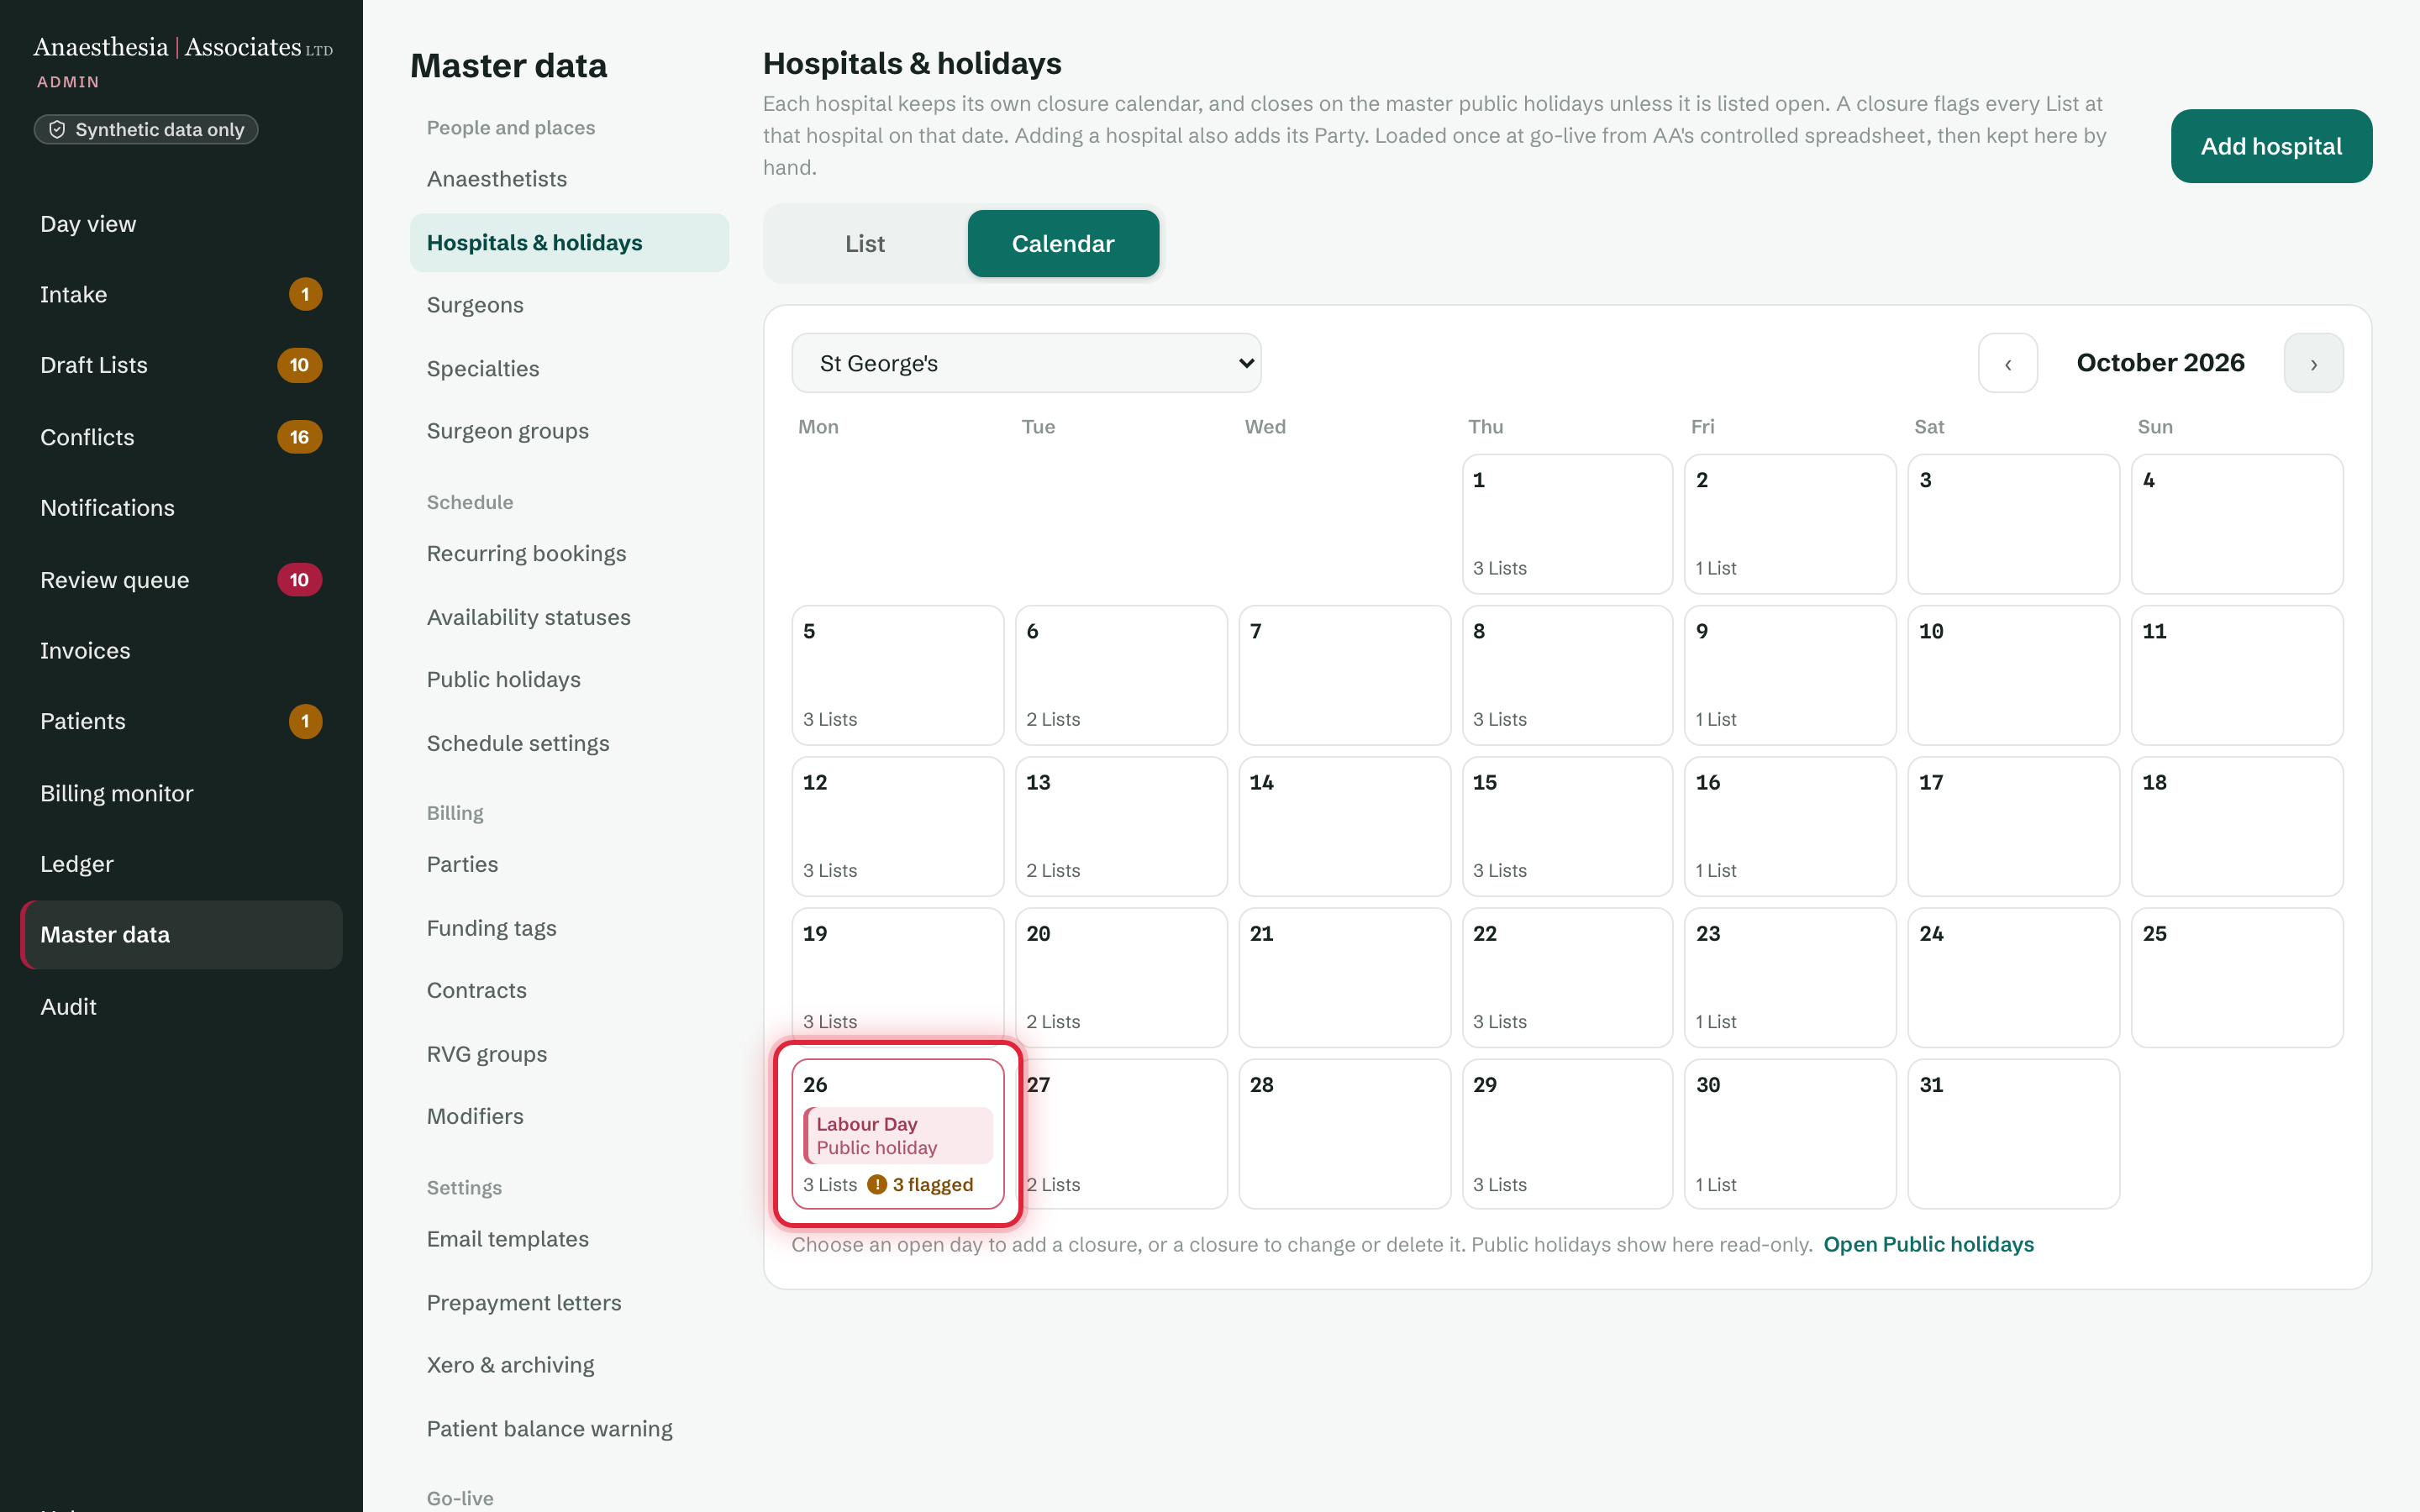 Anaesthesia | Associates LTD
ADMIN
Synthetic data only
Day view
Intake 1
Draft Lists 10
Conflicts 16
Notifications
Review queue 10
Invoices
Patients 1
Billing monitor
Ledger
Master data
Audit
Master data
People and places
Anaesthetists
Hospitals & holidays
Surgeons
Specialties
Surgeon groups
Schedule
Recurring bookings
Availability statuses
Public holidays
Schedule settings
Billing
Parties
Funding tags
Contracts
RVG groups
Modifiers
Settings
Email templates
Prepayment letters
Xero & archiving
Patient balance warning
Go-live
Hospitals & holidays
Each hospital keeps its own closure calendar, and closes on the master public holidays unless it is listed open. A closure flags every List at
that hospital on that date. Adding a hospital also adds its Party. Loaded once at go-live from AA's controlled spreadsheet, then kept here by
hand.
Add hospital
List Calendar
St George's
‹ October 2026 ›
Mon Tue Wed Thu Fri Sat Sun
1 2 3 4
3 Lists 1 List
5 6 7 8 9 10 11
3 Lists 2 Lists 3 Lists 1 List
12 13 14 15 16 17 18
3 Lists 2 Lists 3 Lists 1 List
19 20 21 22 23 24 25
3 Lists 2 Lists 3 Lists 1 List
26 27 28 29 30 31
Labour Day
Public holiday
3 Lists ! 3 flagged 2 Lists 3 Lists 1 List
Choose an open day to add a closure, or a closure to change or delete it. Public holidays show here read-only. Open Public holidays